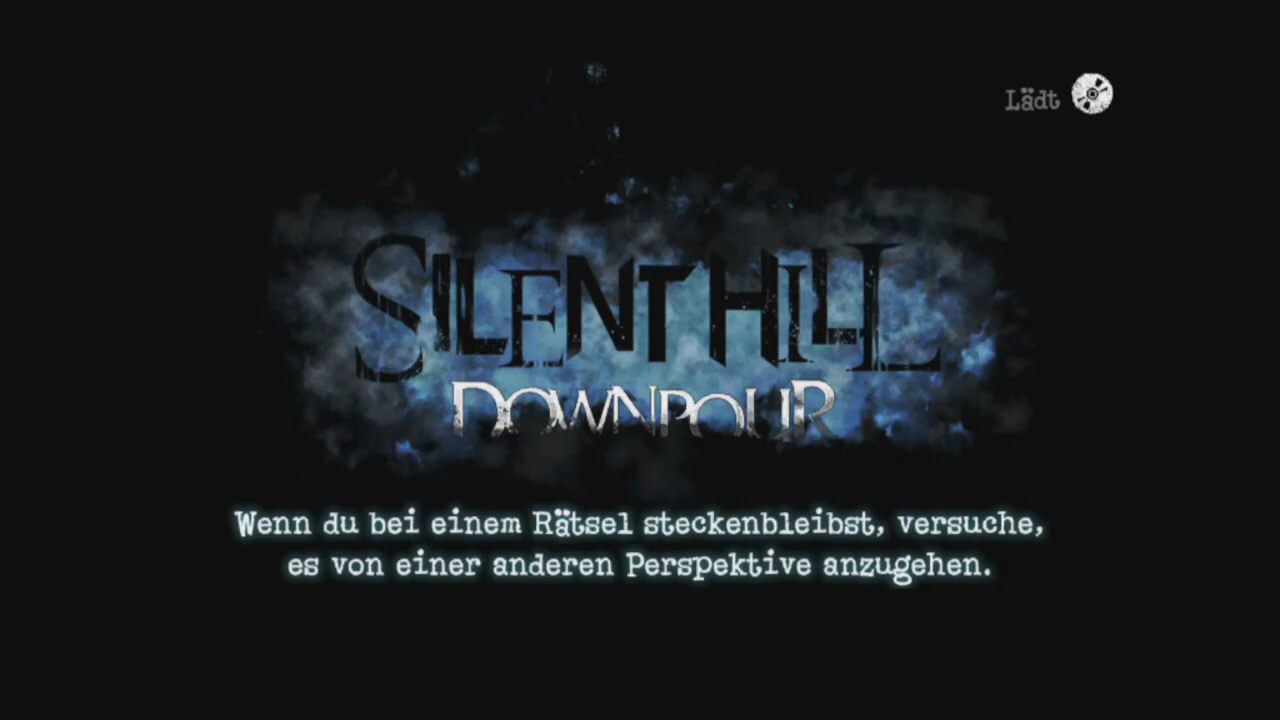 Lädt
SILENT HILL
DOWNPOUR
Wenn du bei einem Rätsel steckenbleibst, versuche,
es von einer anderen Perspektive anzugehen.